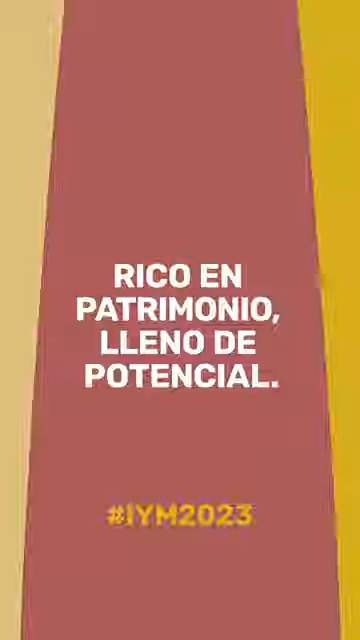 RICO EN
PATRIMONIO,
LLENO DE
POTENCIAL.
#IYM2023